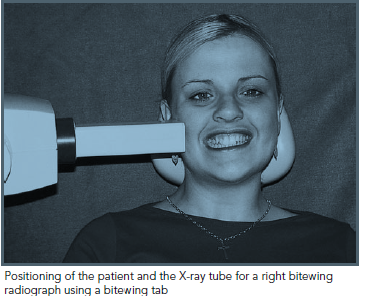 Positioning of the patient and the X-ray tube for a right bitewing
radiograph using a bitewing tab